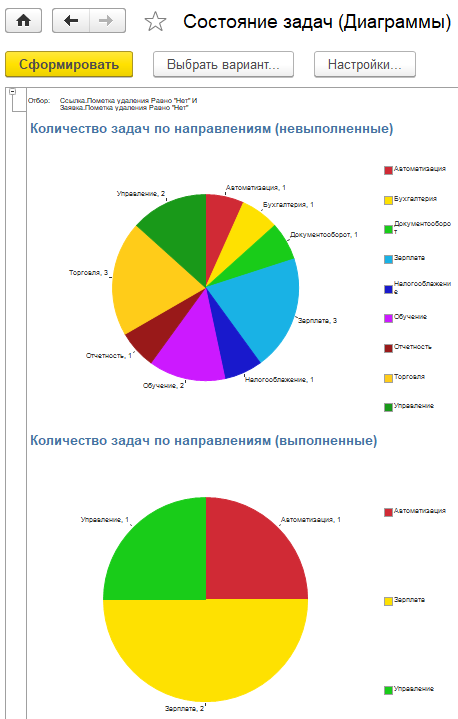 Состояние задач (Диаграммы)
Сформировать
Выбрать вариант...
Настройки...
Отбор: Ссылка.Пометка удаления Равно "Нет" И
Заявка.Пометка удаления Равно "Нет"
Количество задач по направлениям (невыполненные)
Автоматизация, 1
Бухгалтерия, 1
Документооборот, 1
Зарплата, 3
Налогооблажение, 1
Обучение, 2
Отчетность, 1
Торговля, 3
Управление, 2
Автоматизация
Бухгалтерия
Документооборо
т
Зарплата
Налогооблажени
е
Обучение
Отчетность
Торговля
Управление
Количество задач по направлениям (выполненные)
Управление, 1
Автоматизация, 1
Зарплата, 2
Автоматизация
Зарплата
Управление